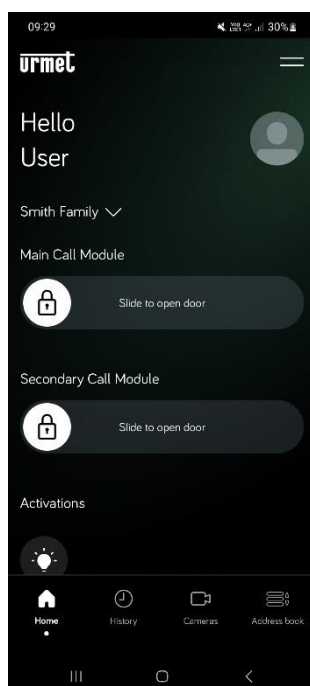 09:29
30%
urmet
Hello
User
Smith Family
Main Call Module
Slide to open door
Secondary Call Module
Slide to open door
Activations
Home
History
Cameras
Address book